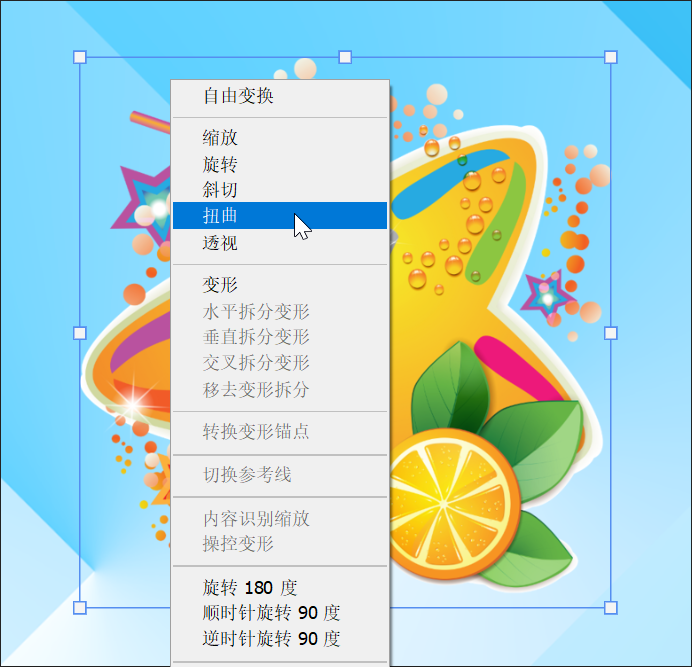 自由变换
缩放
旋转
斜切
扭曲
透视
变形
水平拆分变形
垂直拆分变形
交叉拆分变形
移去变形拆分
转换变形锚点
切换参考线
内容识别缩放
操控变形
旋转 180 度
顺时针旋转 90 度
逆时针旋转 90 度